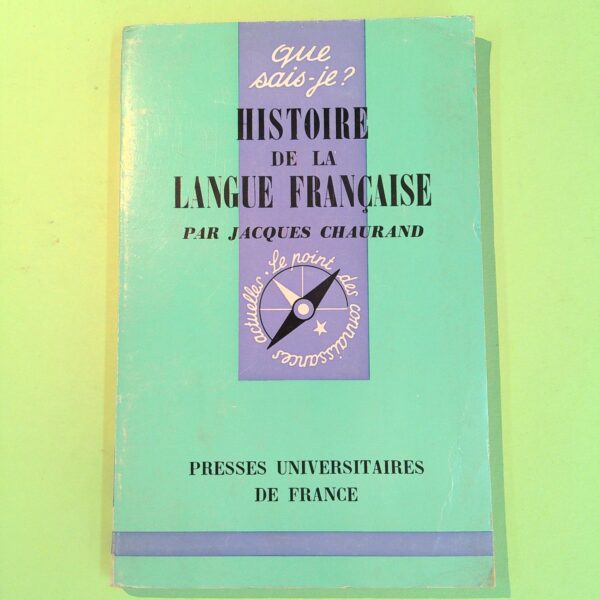 que
sais-je?
HISTOIRE
DE LA
LANGUE FRANÇAISE
PAR JACQUES CHAURAND
Le point des connaissances actuelles.
PRESSES UNIVERSITAIRES
DE FRANCE